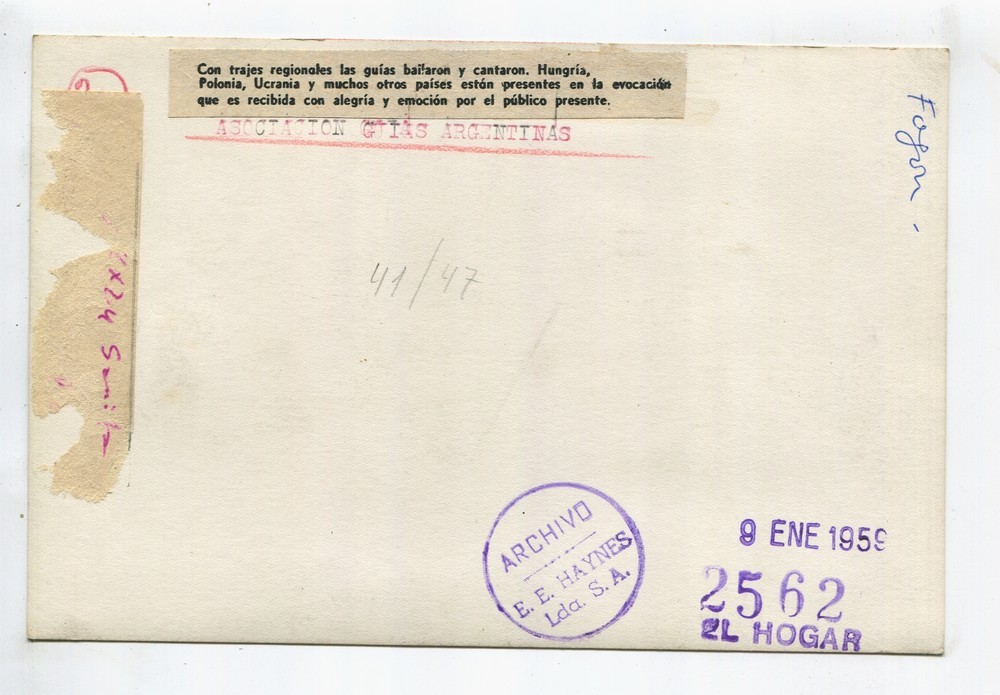 Con trajes regionales las guías bailaron y cantaron. Hungría,
Polonia, Ucrania y muchos otros países están presentes en la evocación
que es recibida con alegría y emoción por el público presente.
ASOCIACION GUIAS ARGENTINAS
Fogon -
41/47
ARCHIVO
E. E. HAYNES
Lda. S. A.
9 ENE 1959
2562
EL HOGAR